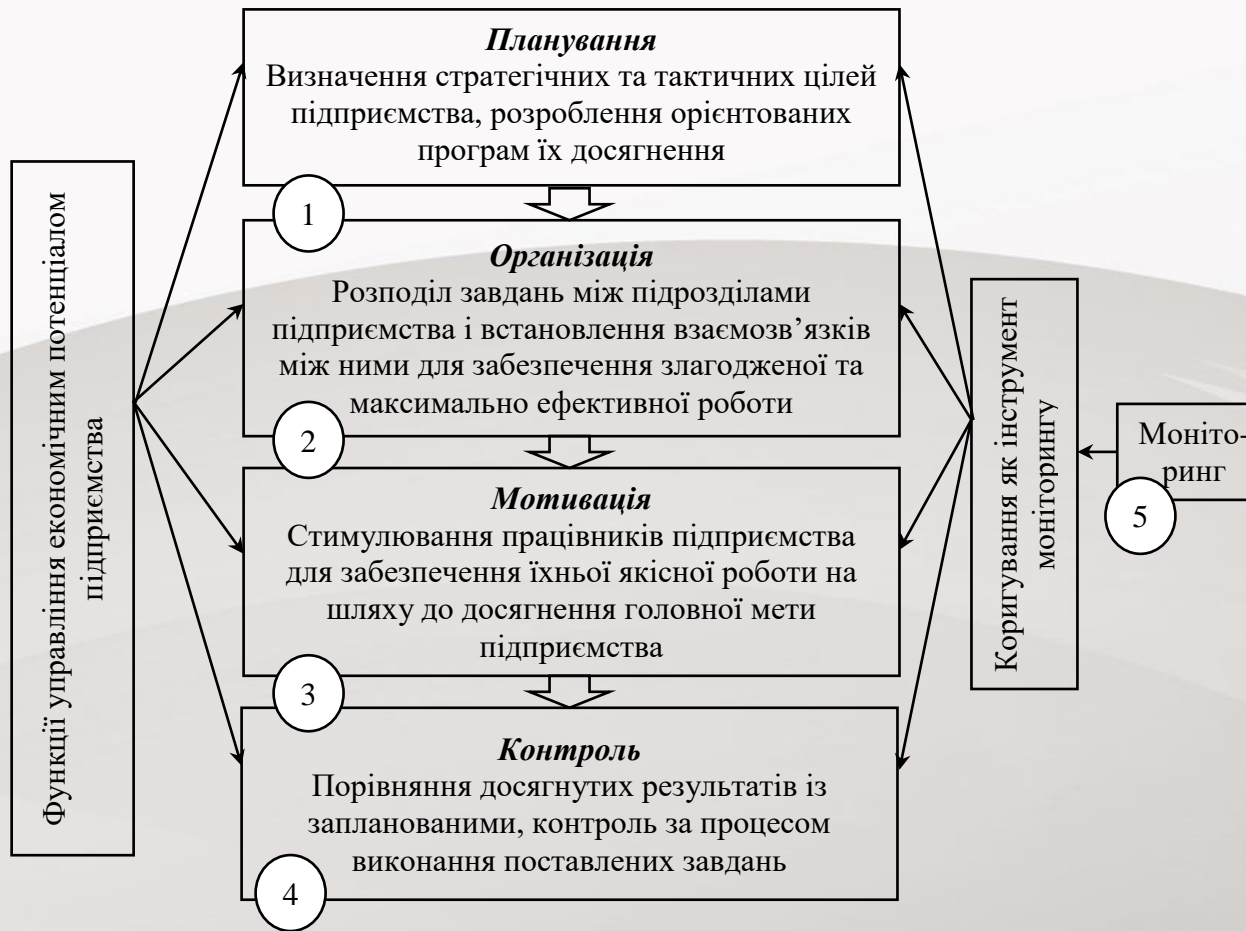 Функції управління економічним потенціалом
підприємства
Планування
Визначення стратегічних та тактичних цілей
підприємства, розроблення орієнтованих
програм їх досягнення
1
Організація
Розподіл завдань між підрозділами
підприємства і встановлення взаємозв’язків
між ними для забезпечення злагодженої та
максимально ефективної роботи
2
Мотивація
Стимулювання працівників підприємства
для забезпечення їхньої якісної роботи на
шляху до досягнення головної мети
підприємства
3
Контроль
Порівняння досягнутих результатів із
запланованими, контроль за процесом
виконання поставлених завдань
4
Коригування як інструмент
моніторингу
Моніто-
ринг
5